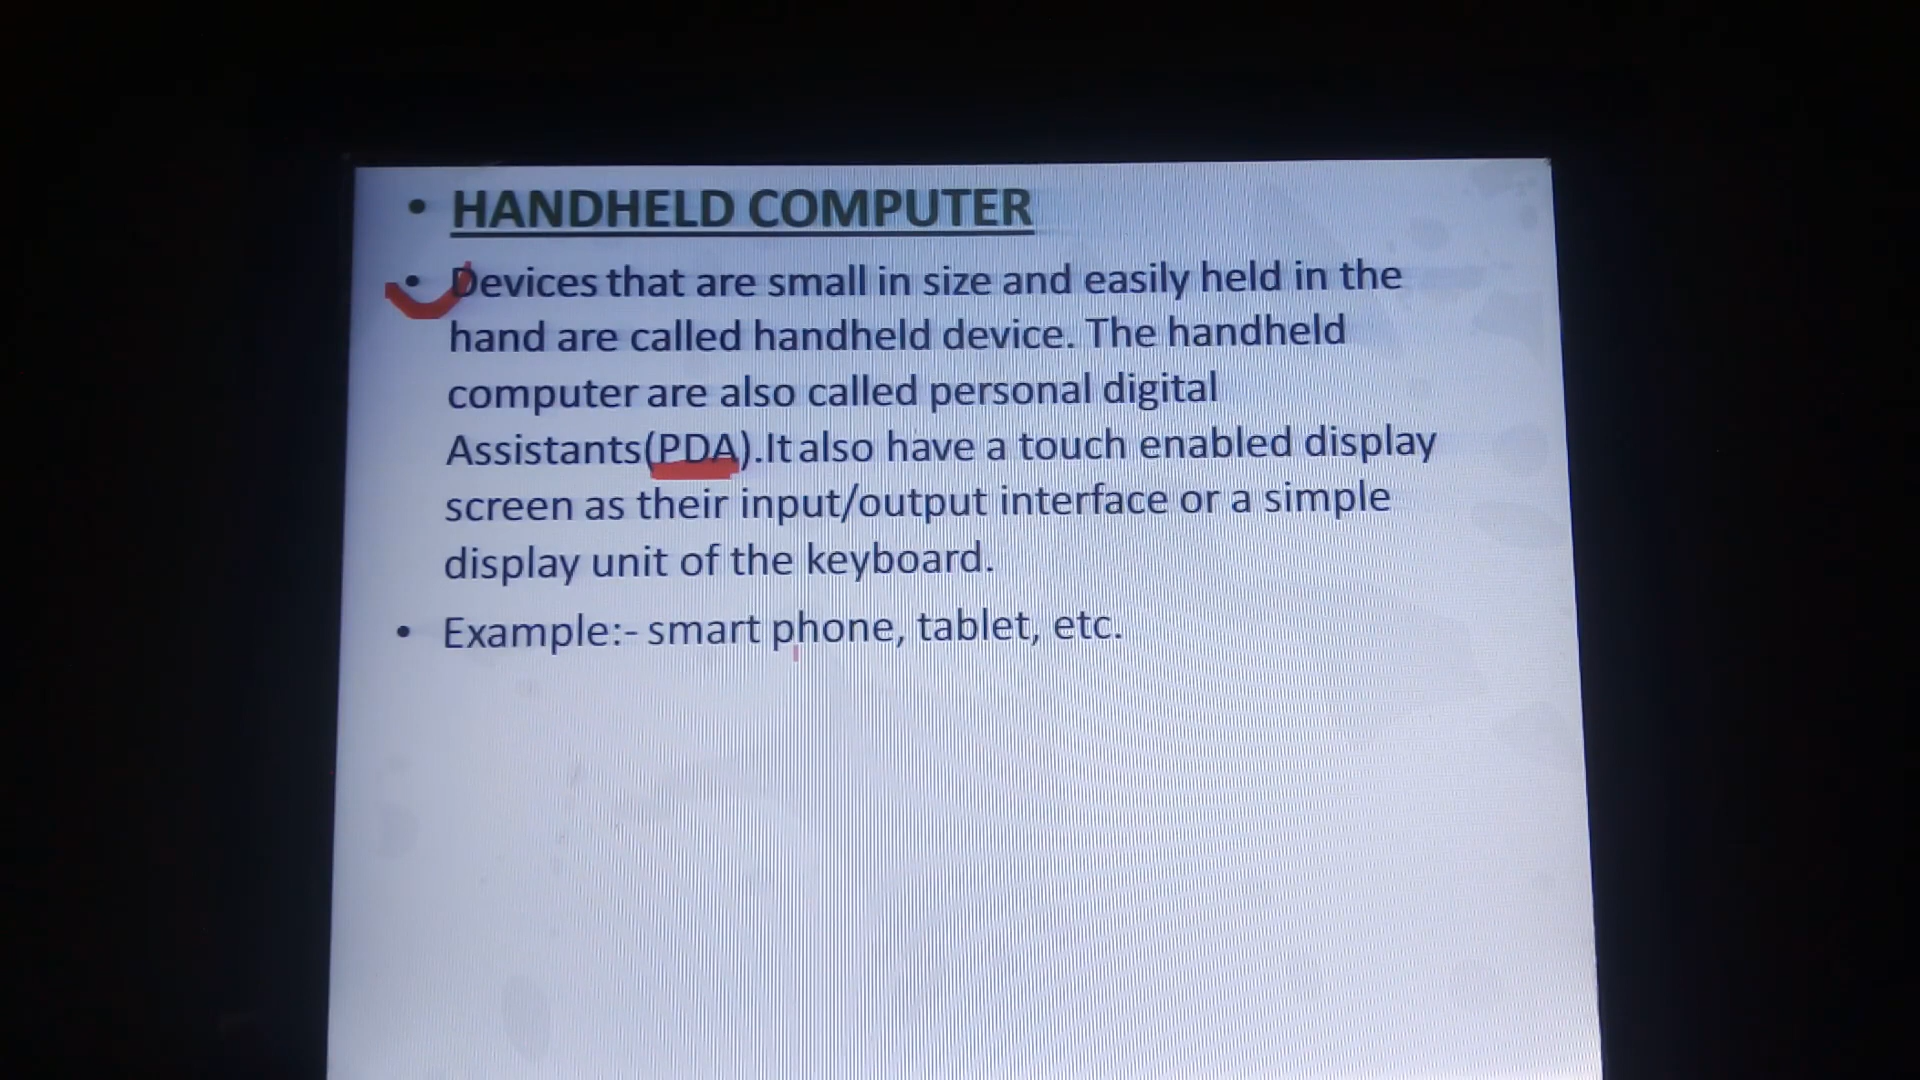 • HANDHELD COMPUTER
• Devices that are small in size and easily held in the
hand are called handheld device. The handheld
computer are also called personal digital
Assistants(PDA).It also have a touch enabled display
screen as their input/output interface or a simple
display unit of the keyboard.
• Example:- smart phone, tablet, etc.